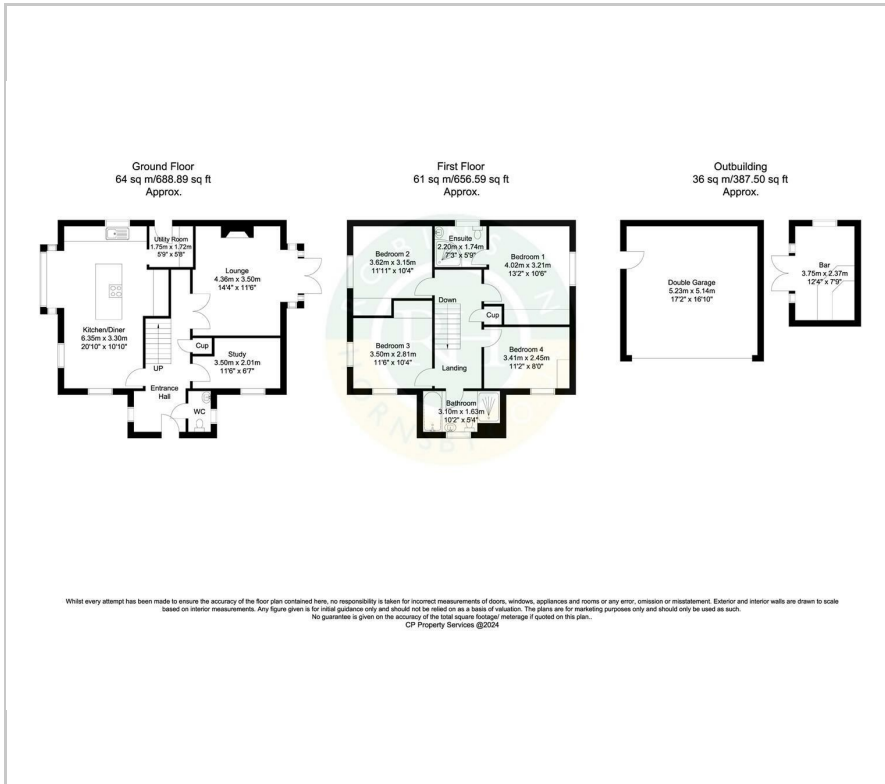 Ground Floor
64 sq m/688.89 sq ft
Approx.
First Floor
61 sq m/656.59 sq ft
Approx.
Outbuilding
36 sq m/387.50 sq ft
Approx.
Utility Room
1.75m x 1.72m
5'9" x 5'8"
Lounge
4.36m x 3.50m
14'4" x 11'6"
Kitchen/Diner
6.35m x 3.30m
20'10" x 10'10"
Cup
UP
Study
3.50m x 2.01m
11'6" x 6'7"
Entrance
Hall
WC
Bedroom 2
3.62m x 3.15m
11'11" x 10'4"
Ensuite
2.20m x 1.74m
7'3" x 5'9"
Bedroom 1
4.02m x 3.21m
13'2" x 10'6"
Down
Cup
Bedroom 3
3.50m x 2.81m
11'6" x 10'4"
Bedroom 4
3.41m x 2.45m
11'2" x 8'0"
Landing
Bathroom
3.10m x 1.63m
10'2" x 5'4"
Double Garage
5.23m x 5.14m
17'2" x 16'10"
Bar
3.75m x 2.37m
12'4" x 7'9"
Whilst every attempt has been made to ensure the accuracy of the floor plan contained here, no responsibility is taken for incorrect measurements of doors, windows, appliances and rooms or any error, omission or misstatement. Exterior and interior walls are drawn to scale
based on interior measurements. Any figure given is for initial guidance only and should not be relied on as a basis of valuation. The plans are for marketing purposes only and should only be used as such.
No guarantee is given on the accuracy of the total square footage/ meterage if quoted on this plan..
CP Property Services @2024